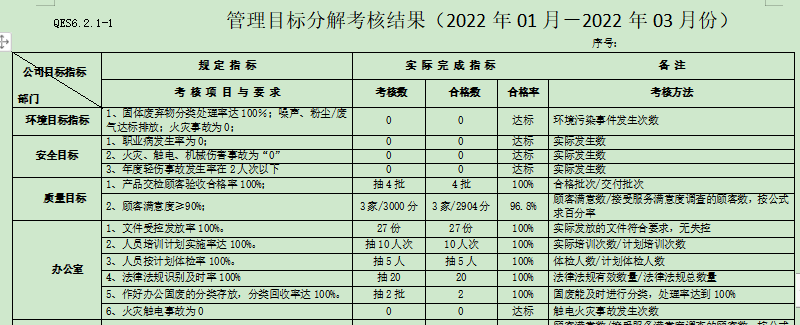 QES6.2.1-1
管理目标分解考核结果（2022 年 01 月－2022 年 03 月份）
序号：
公司目标指标
部门
规 定 指 标
实 际 完 成 指 标
备 注
考 核 项 目 与 要 求
考核数
合格数
合格率
考核方法
环境目标指标
1、固体废弃物分类处理率达 100%；噪声、粉尘/废
气达标排放；火灾事故为 0；
0
0
达标
环境污染事件发生次数
安全目标
1、职业病发生率为 0；
0
0
达标
实际发生数
2、火灾、触电、机械伤害事故为“0”
0
0
达标
实际发生数
3、年度轻伤事故发生率在 2 人次以下
0
0
达标
实际发生数
质量目标
1、产品交检顾客验收合格率 100%；
抽 4 批
4 批
100%
合格批次/交付批次
2、顾客满意度≥90%；
3 家/3000 分
3 家/2904 分
96.8%
顾客满意数/接受服务满意度调查的顾客数，按公式
求百分率
办公室
1、文件受控发放率 100%。
27 份
27 份
100%
实际发放的文件符合要求，无失控
2、人员培训计划实施率达 100%。
抽 10 人次
10 人次
100%
实际培训次数/计划培训次数
3、人员按计划体检率 100%。
抽 5 人
抽 5 人
100%
体检人数/计划体检人数
4、法律法规识别及时率 100%
抽 20
20
100%
法律法规有效数量/法律法规总数量
5、作好办公固废的分类存放，分类回收率达 100%。
抽 2 批
2
100%
固废能及时进行分类，处理率达到 100%
6、火灾触电事故为 0
0
0
100%
触电火灾事故发生次数